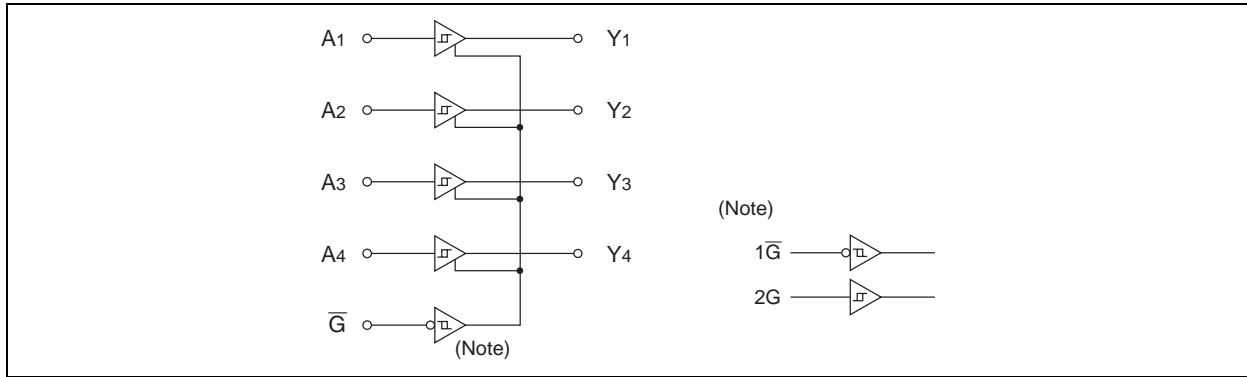 A1 Y1
A2 Y2
A3 Y3
A4 Y4
G̅
(Note)
(Note)
1G̅
2G